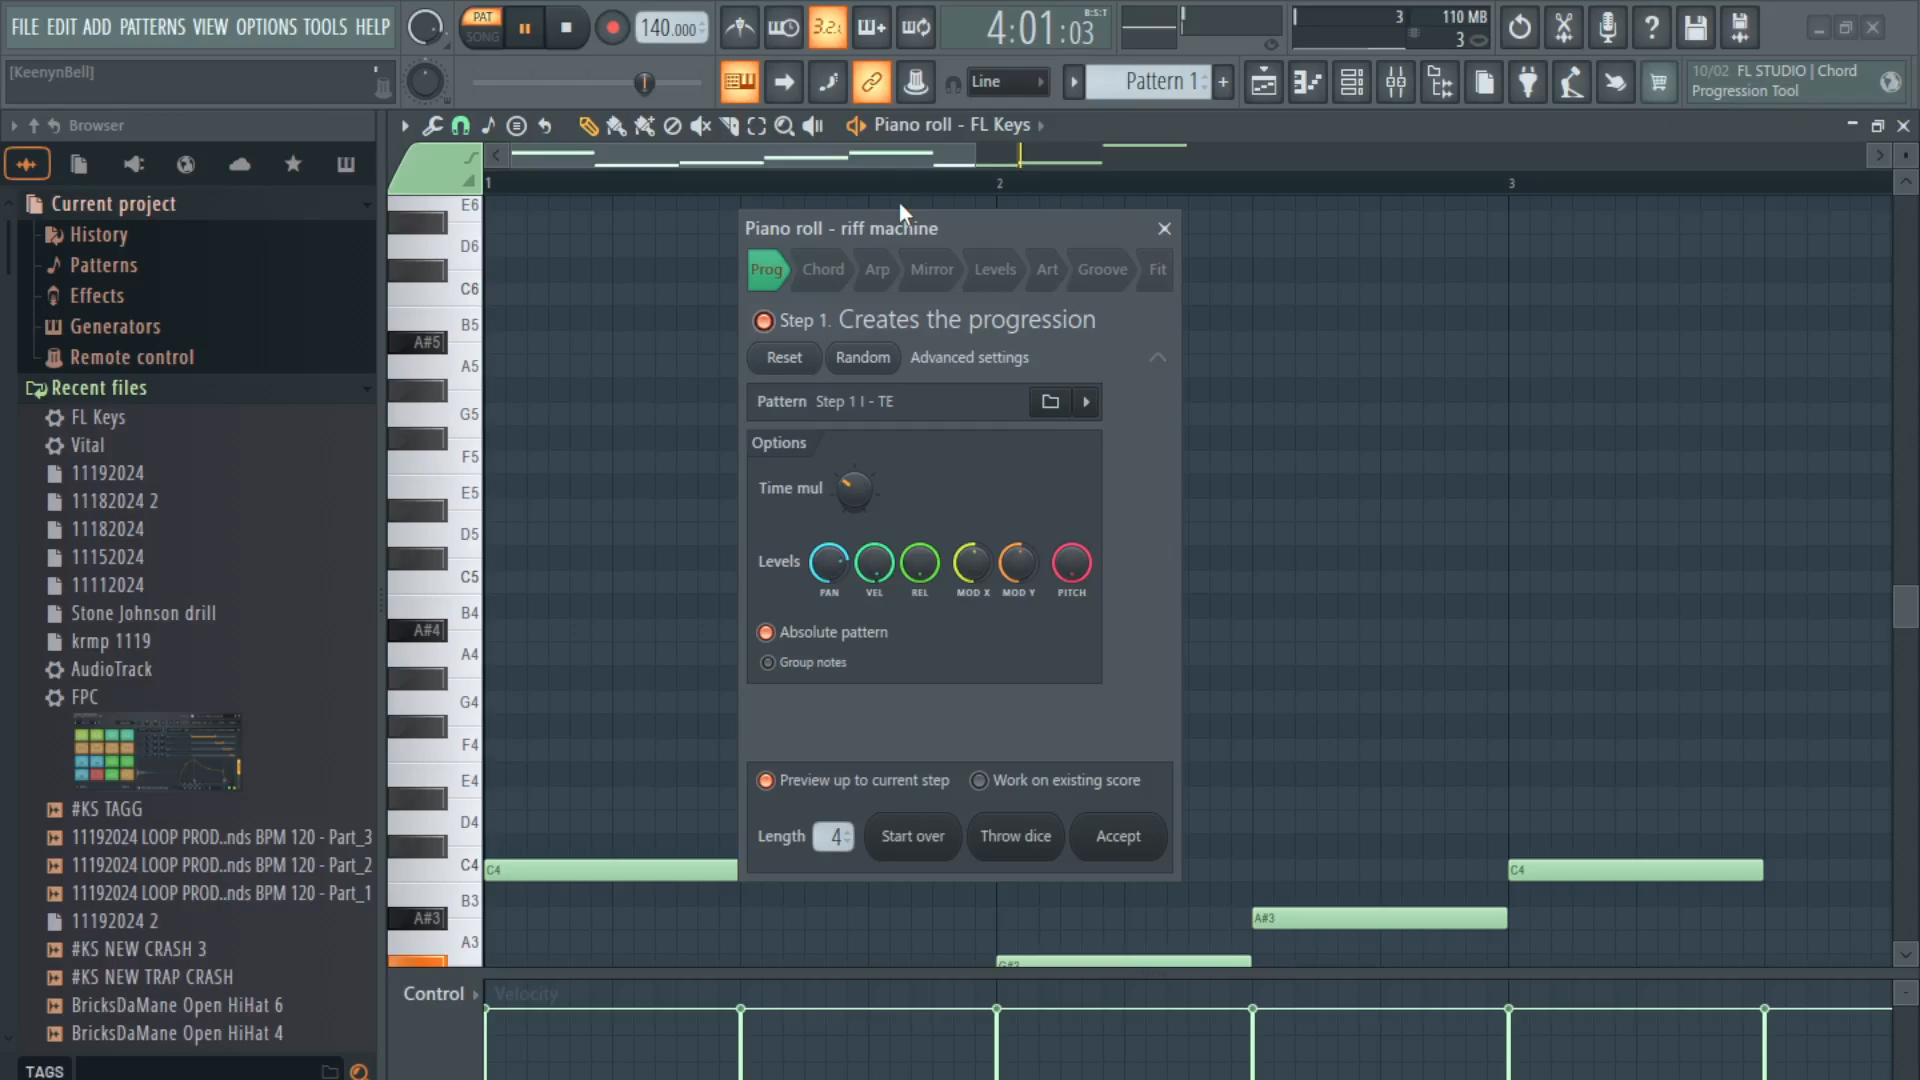 FILE EDIT ADD PATTERNS VIEW OPTIONS TOOLS HELP
PAT
SONG
140.000
3.2.
4:01:03
B:S:T
3
110 MB
3
[KeenynBell]
Line
Pattern 1
10/02 FL STUDIO | Chord
Progression Tool
Browser
Piano roll - FL Keys
Current project
History
Patterns
Effects
Generators
Remote control
Recent files
FL Keys
Vital
11192024
11182024 2
11182024
11152024
11112024
Stone Johnson drill
krmp 1119
AudioTrack
FPC
#KS TAGG
11192024 LOOP PROD..nds BPM 120 - Part_3
11192024 LOOP PROD..nds BPM 120 - Part_2
11192024 LOOP PROD..nds BPM 120 - Part_1
11192024 2
#KS NEW CRASH 3
#KS NEW TRAP CRASH
BricksDaMane Open HiHat 6
BricksDaMane Open HiHat 4
TAGS
1
2
3
E6
D6
C6
B5
A#5
A5
G5
F5
E5
D5
C5
B4
A#4
A4
G4
F4
E4
D4
C4
B3
A#3
A3
Piano roll - riff machine
Prog
Chord
Arp
Mirror
Levels
Art
Groove
Fit
Step 1. Creates the progression
Reset
Random
Advanced settings
Pattern Step 1 I - TE
Options
Time mul
Levels
PAN
VEL
REL
MOD X
MOD Y
PITCH
Absolute pattern
Group notes
Preview up to current step
Work on existing score
Length 4
Start over
Throw dice
Accept
C4
C4
A#3
G#3
Control
Velocity